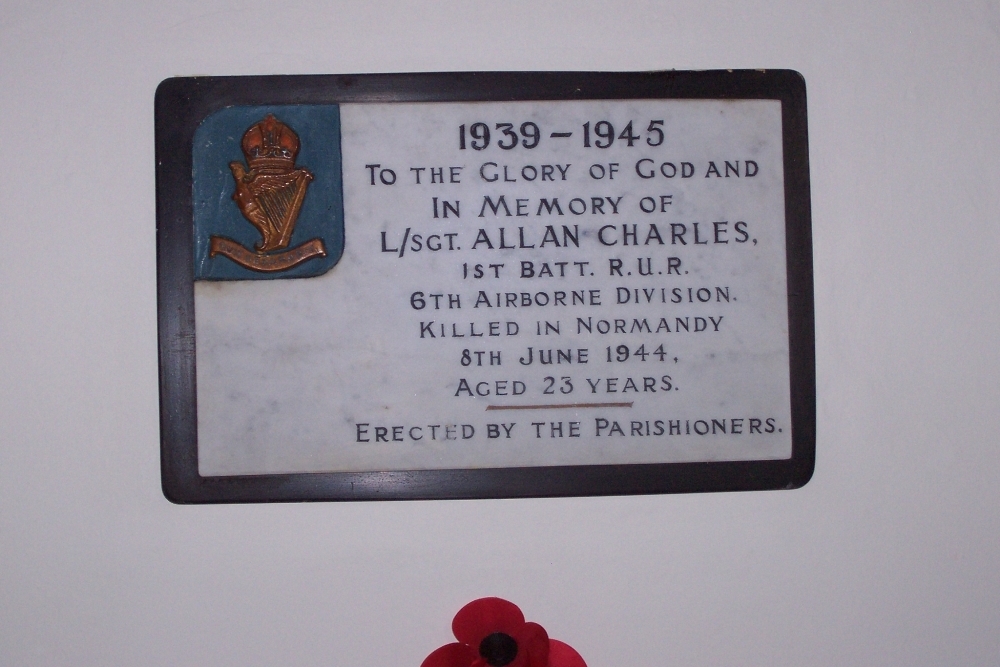 1939 – 1945
TO THE GLORY OF GOD AND
IN MEMORY OF
L/SGT. ALLAN CHARLES,
1ST BATT. R.U.R.
6TH AIRBORNE DIVISION.
KILLED IN NORMANDY
8TH JUNE 1944,
AGED 23 YEARS.
ERECTED BY THE PARISHIONERS.